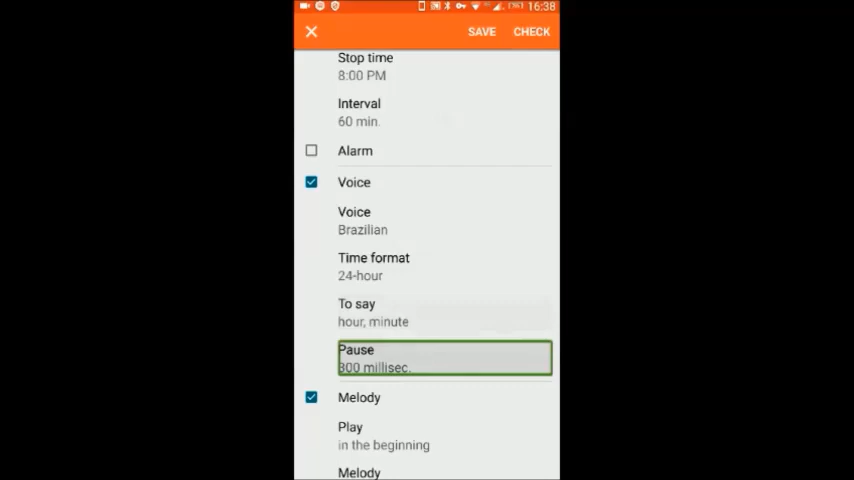 16:38
SAVE CHECK
Stop time
8:00 PM
Interval
60 min.
Alarm
Voice
Voice
Brazilian
Time format
24-hour
To say
hour, minute
Pause
300 millisec.
Melody
Play
in the beginning
Melody